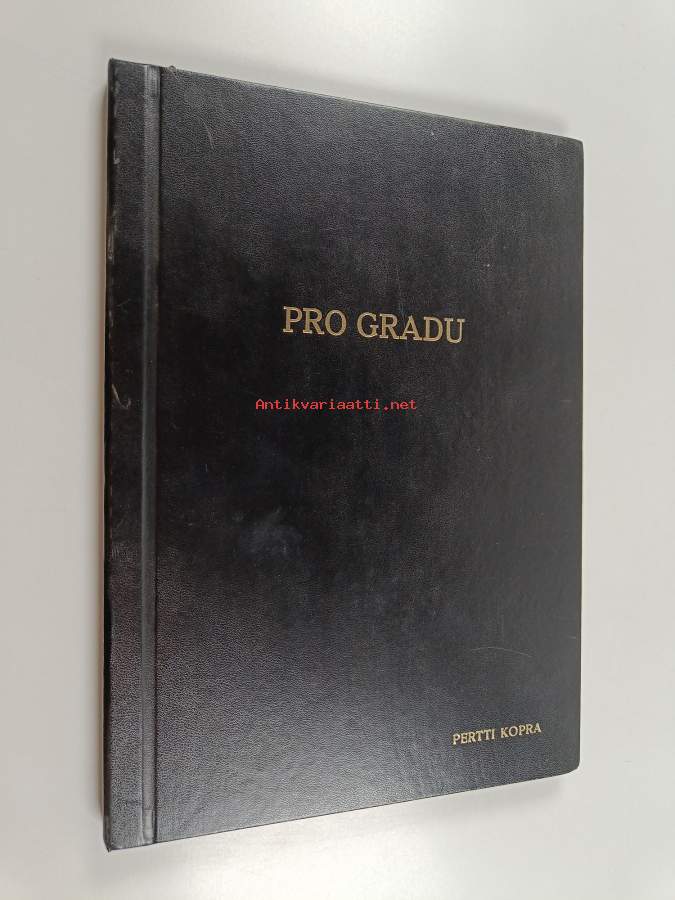 PRO GRADU
Antikvariaatti.net
PERTTI KOPRA